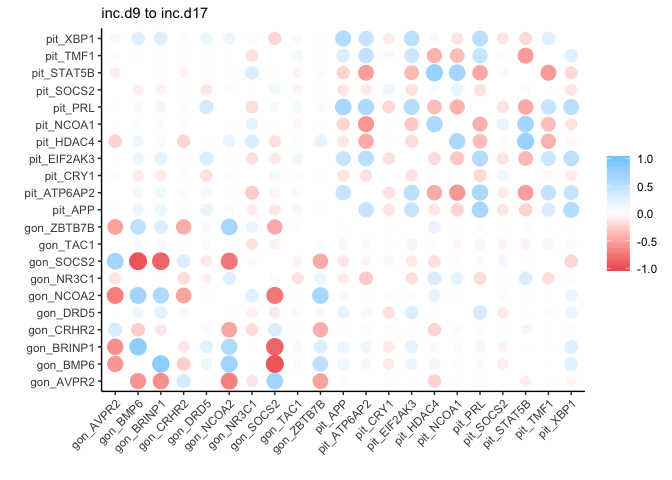 inc.d9 to inc.d17
pit_XBP1
pit_TMF1
pit_STAT5B
pit_SOCS2
pit_PRL
pit_NCOA1
pit_HDAC4
pit_EIF2AK3
pit_CRY1
pit_ATP6AP2
pit_APP
gon_ZBTB7B
gon_TAC1
gon_SOCS2
gon_NR3C1
gon_NCOA2
gon_DRD5
gon_CRHR2
gon_BRINP1
gon_BMP6
gon_AVPR2
gon_AVPR2
gon_BMP6
gon_BRINP1
gon_CRHR2
gon_DRD5
gon_NCOA2
gon_NR3C1
gon_SOCS2
gon_TAC1
gon_ZBTB7B
pit_APP
pit_ATP6AP2
pit_CRY1
pit_EIF2AK3
pit_HDAC4
pit_NCOA1
pit_PRL
pit_SOCS2
pit_STAT5B
pit_TMF1
pit_XBP1
1.0
0.5
0.0
-0.5
-1.0